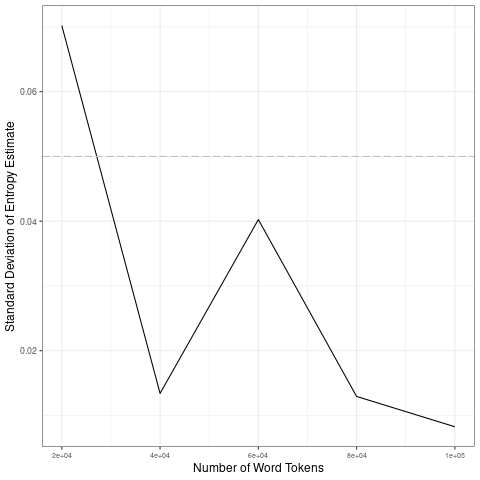 Standard Deviation of Entropy Estimate
0.06
0.04
0.02
2e+04 4e+04 6e+04 8e+04 1e+05
Number of Word Tokens